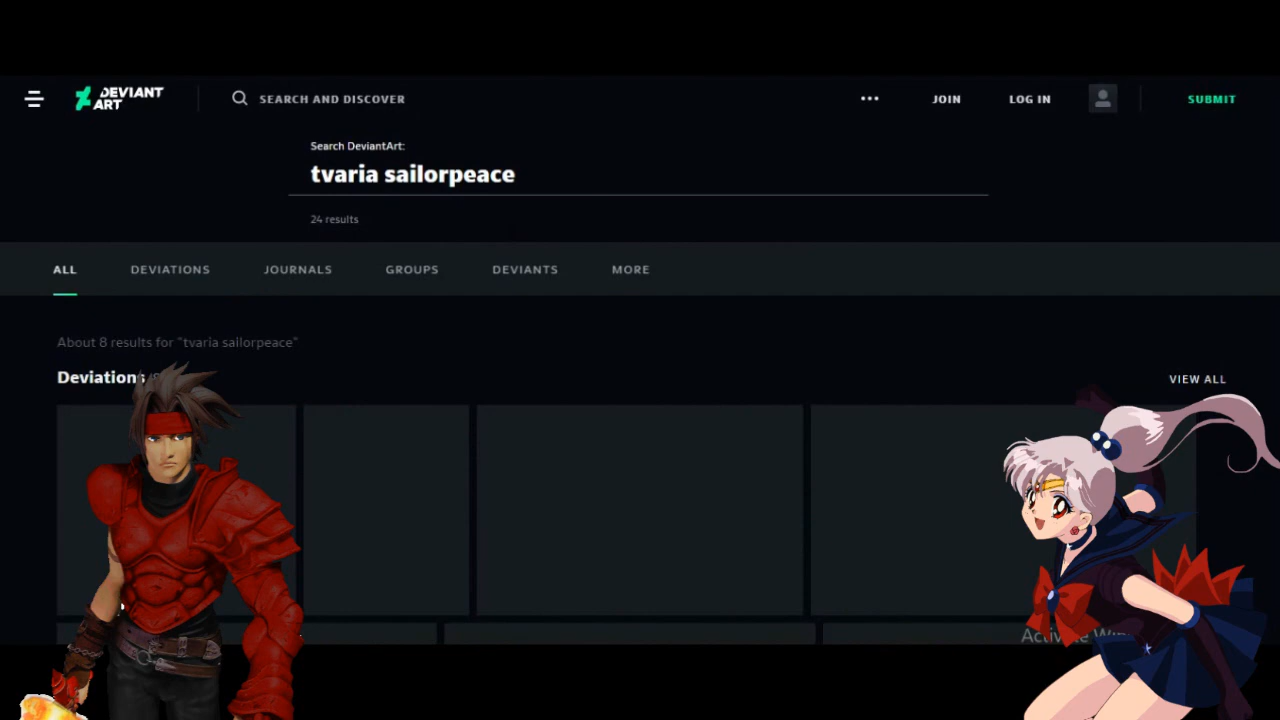 DEVIANT
ART
SEARCH AND DISCOVER
JOIN
LOG IN
SUBMIT
Search DeviantArt:
tvaria sailorpeace
24 results
ALL
DEVIATIONS
JOURNALS
GROUPS
DEVIANTS
MORE
About 8 results for "tvaria sailorpeace"
Deviations
VIEW ALL